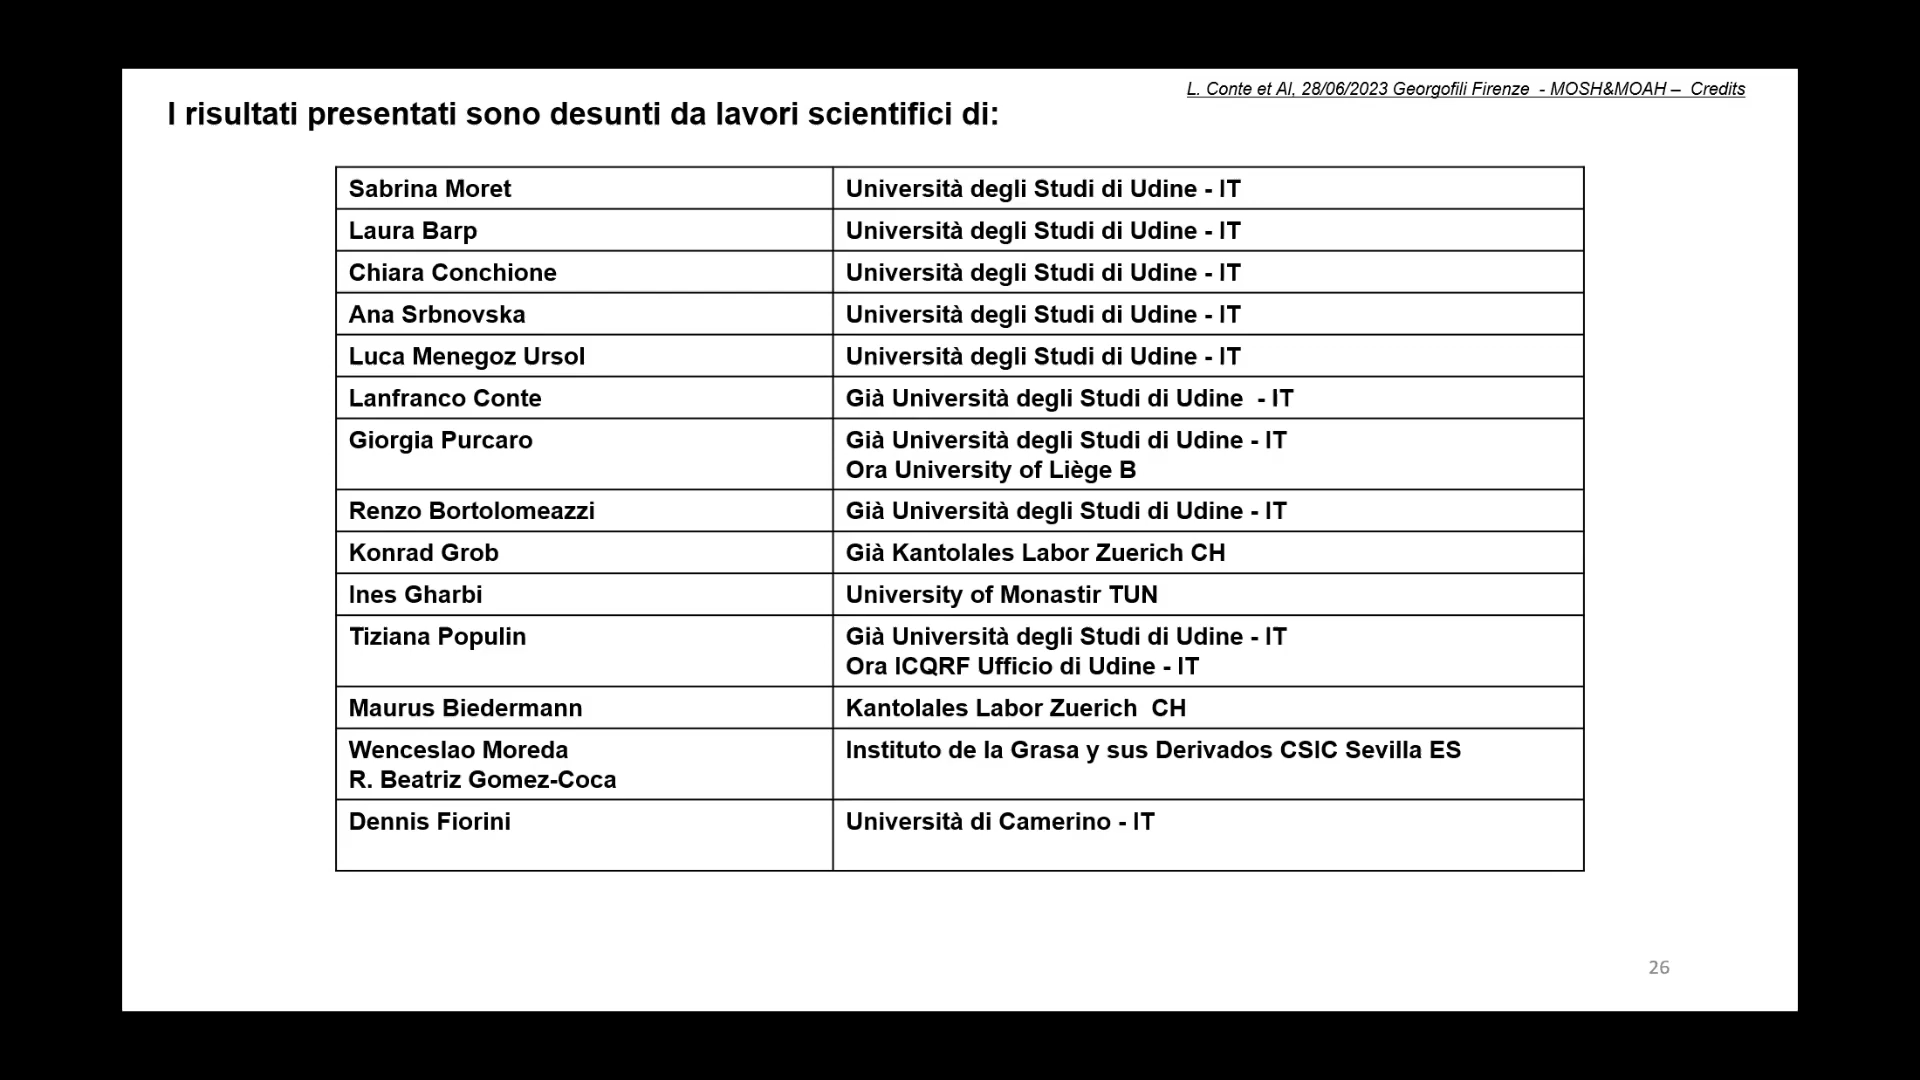 L. Conte et Al, 28/06/2023 Georgofili Firenze - MOSH&MOAH – Credits
I risultati presentati sono desunti da lavori scientifici di:
Sabrina Moret Università degli Studi di Udine - IT
Laura Barp Università degli Studi di Udine - IT
Chiara Conchione Università degli Studi di Udine - IT
Ana Srbnovska Università degli Studi di Udine - IT
Luca Menegoz Ursol Università degli Studi di Udine - IT
Lanfranco Conte Già Università degli Studi di Udine - IT
Giorgia Purcaro Già Università degli Studi di Udine - IT
Ora University of Liège B
Renzo Bortolomeazzi Già Università degli Studi di Udine - IT
Konrad Grob Già Kantolales Labor Zuerich CH
Ines Gharbi University of Monastir TUN
Tiziana Populin Già Università degli Studi di Udine - IT
Ora ICQRF Ufficio di Udine - IT
Maurus Biedermann Kantolales Labor Zuerich CH
Wenceslao Moreda Instituto de la Grasa y sus Derivados CSIC Sevilla ES
R. Beatriz Gomez-Coca
Dennis Fiorini Università di Camerino - IT
26